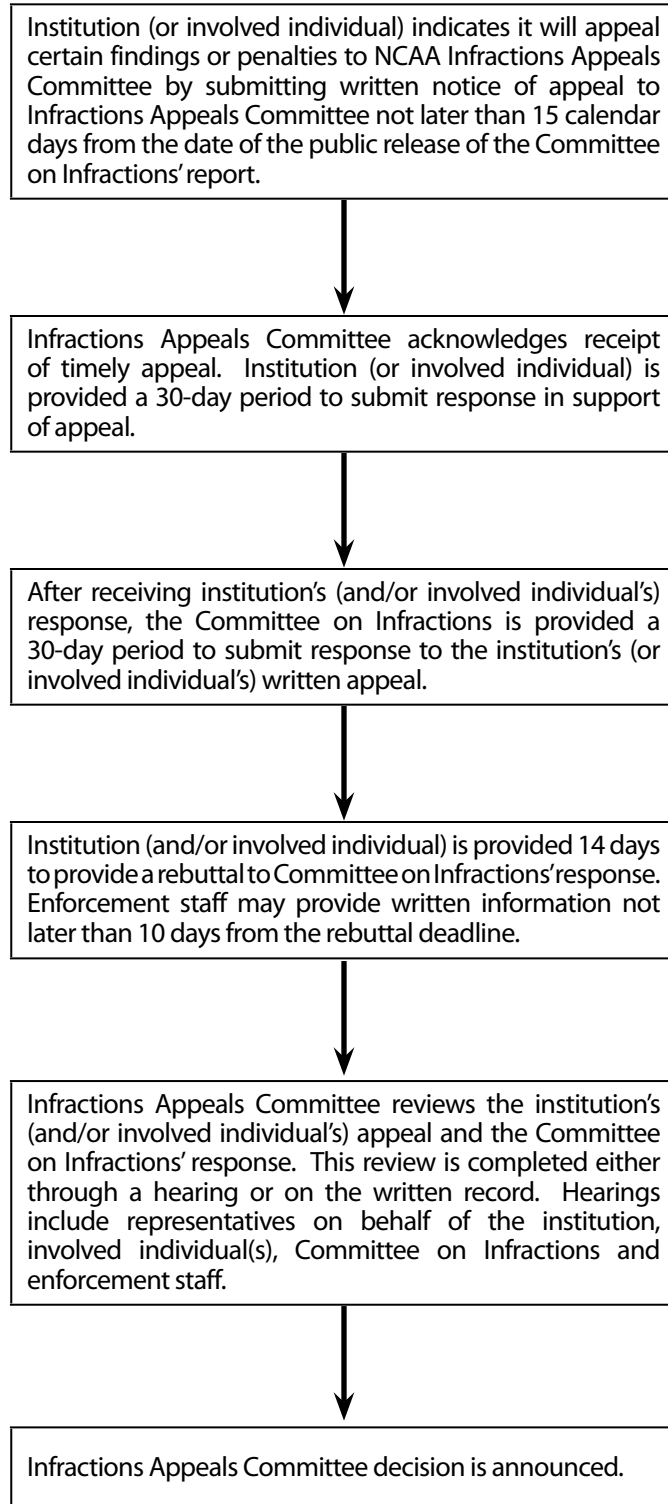 Institution (or involved individual) indicates it will appeal
certain findings or penalties to NCAA Infractions Appeals
Committee by submitting written notice of appeal to
Infractions Appeals Committee not later than 15 calendar
days from the date of the public release of the Committee
on Infractions' report.
Infractions Appeals Committee acknowledges receipt
of timely appeal. Institution (or involved individual) is
provided a 30-day period to submit response in support
of appeal.
After receiving institution's (and/or involved individual's)
response, the Committee on Infractions is provided a
30-day period to submit response to the institution's (or
involved individual's) written appeal.
Institution (and/or involved individual) is provided 14 days
to provide a rebuttal to Committee on Infractions' response.
Enforcement staff may provide written information not
later than 10 days from the rebuttal deadline.
Infractions Appeals Committee reviews the institution's
(and/or involved individual's) appeal and the Committee
on Infractions' response. This review is completed either
through a hearing or on the written record. Hearings
include representatives on behalf of the institution,
involved individual(s), Committee on Infractions and
enforcement staff.
Infractions Appeals Committee decision is announced.